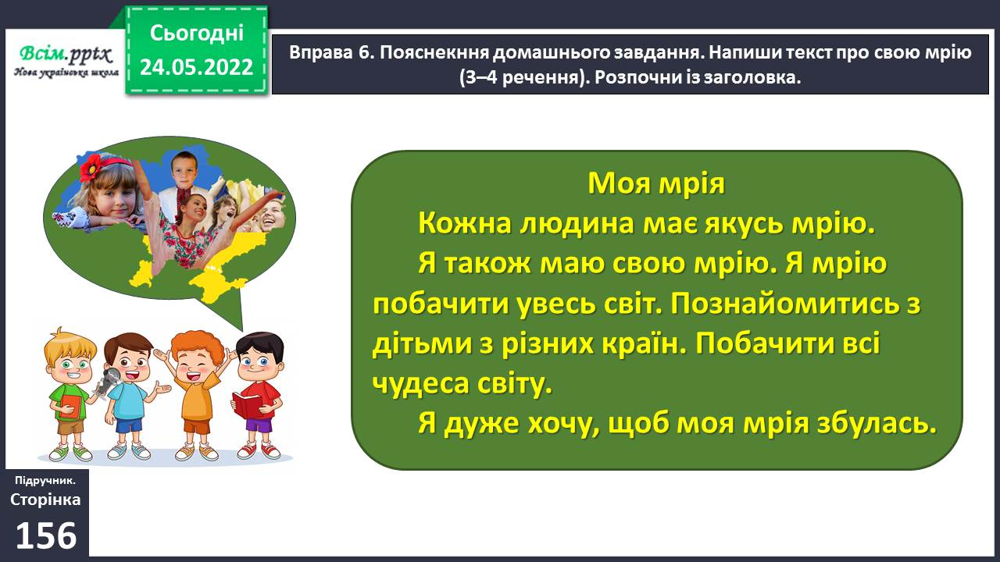 Всім.pptx
Нова українська школа
Сьогодні
24.05.2022
Вправа 6. Пояснекння домашнього завдання. Напиши текст про свою мрію
(3–4 речення). Розпочни із заголовка.
Моя мрія
Кожна людина має якусь мрію.
Я також маю свою мрію. Я мрію
побачити увесь світ. Познайомитись з
дітьми з різних країн. Побачити всі
чудеса світу.
Я дуже хочу, щоб моя мрія збулась.
Підручник.
Сторінка
156